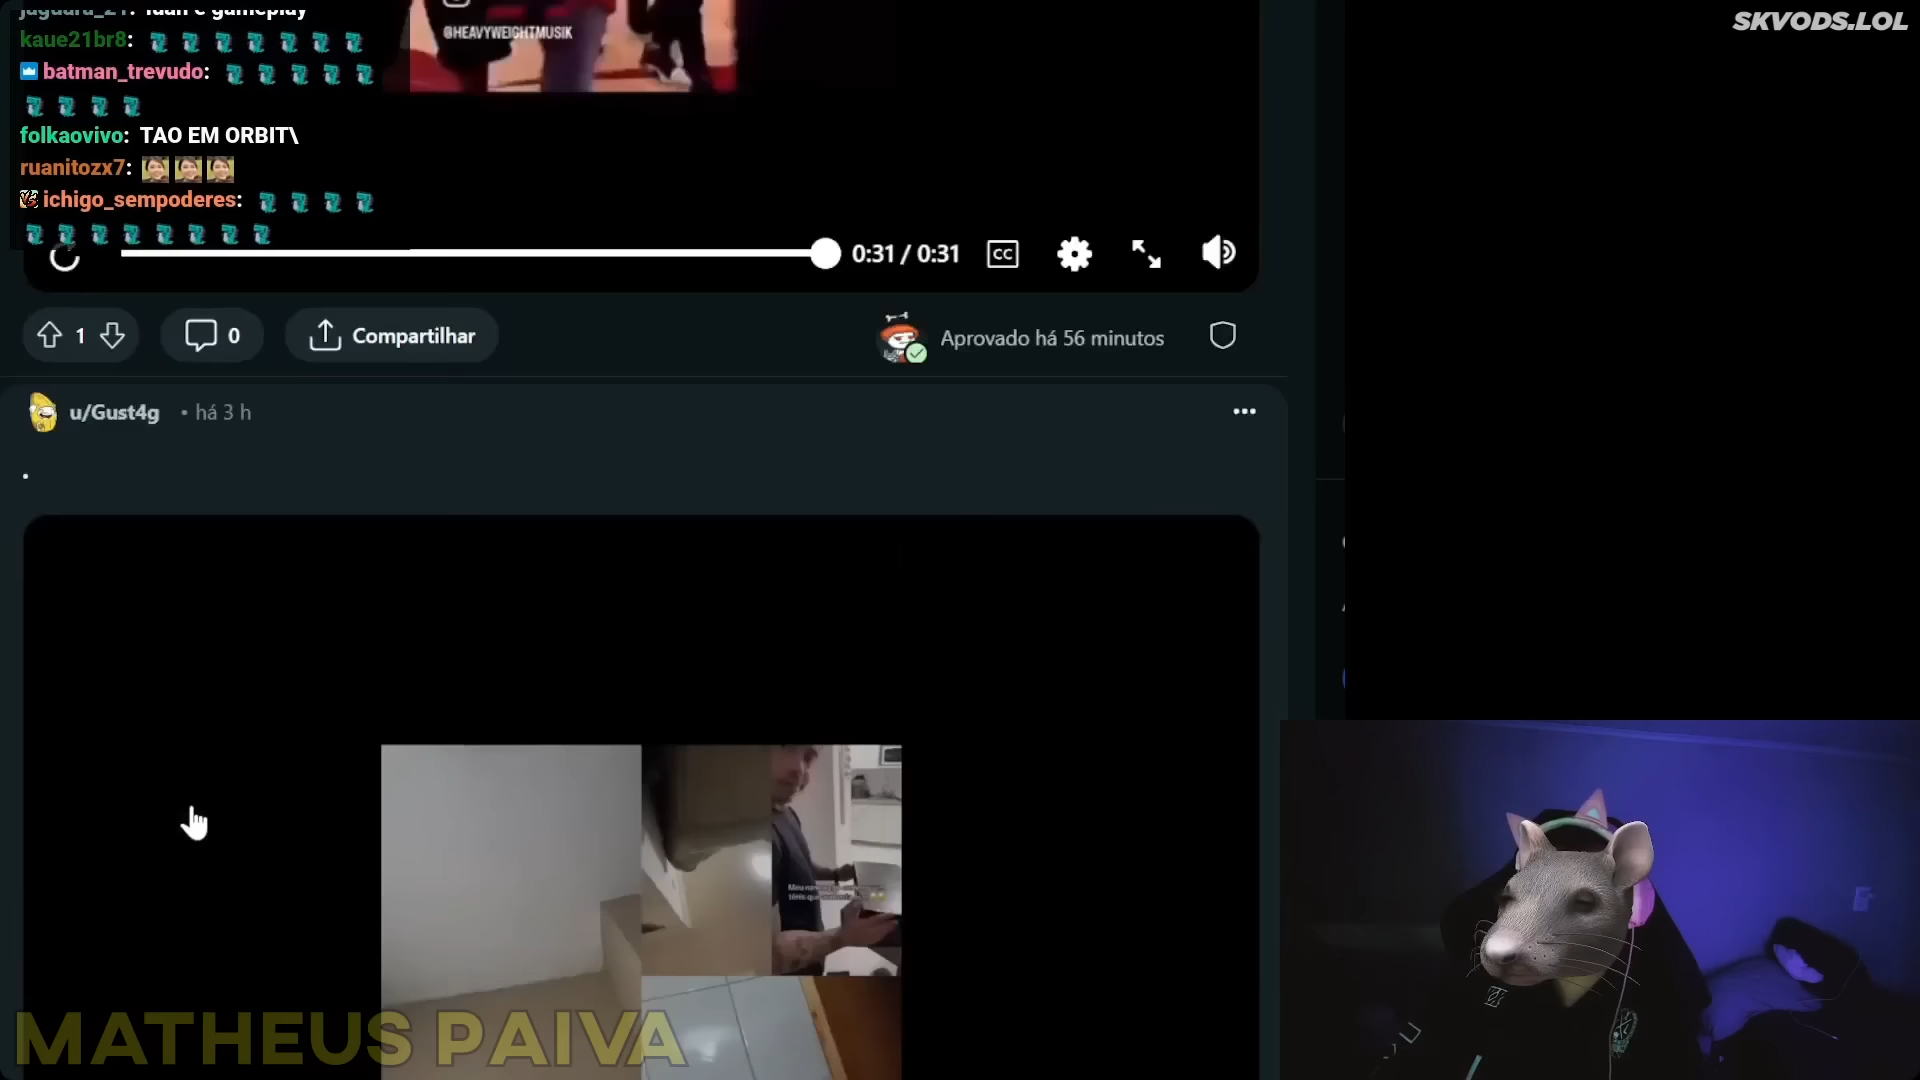 SKVODS.LOL
kaue21br8:
@HEAVYWEIGHTMUSIK
batman_trevudo:
folkaovivo: TAO EM ORBIT\
ruanitozx7:
ichigo_sempoderes:
0:31 / 0:31
CC
1
0
Compartilhar
Aprovado há 56 minutos
u/Gust4g • há 3 h
.
MATHEUS PAIVA